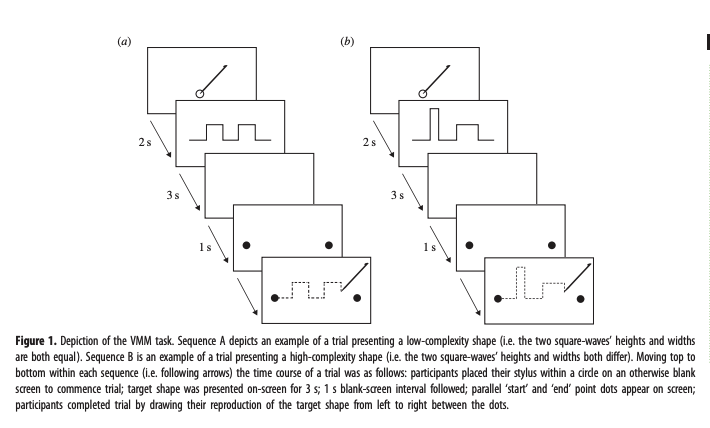 (a)
(b)
2 s
2 s
3 s
3 s
1 s
1 s
Figure 1. Depiction of the VMM task. Sequence A depicts an example of a trial presenting a low-complexity shape (i.e. the two square-waves’ heights and widths
are both equal). Sequence B is an example of a trial presenting a high-complexity shape (i.e. the two square-waves’ heights and widths both differ). Moving top to
bottom within each sequence (i.e. following arrows) the time course of a trial was as follows: participants placed their stylus within a circle on an otherwise blank
screen to commence trial; target shape was presented on-screen for 3 s; 1 s blank-screen interval followed; parallel ‘start’ and ‘end’ point dots appear on screen;
participants completed trial by drawing their reproduction of the target shape from left to right between the dots.